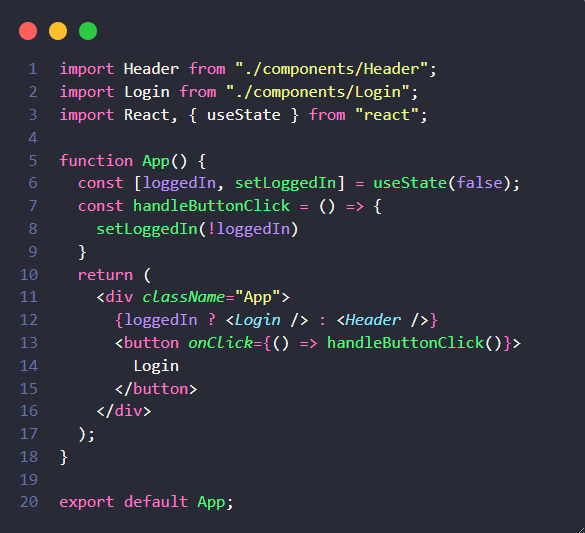 1 import Header from "./components/Header";
2 import Login from "./components/Login";
3 import React, { useState } from "react";
4
5 function App() {
6   const [loggedIn, setLoggedIn] = useState(false);
7   const handleButtonClick = () => {
8     setLoggedIn(!loggedIn)
9   }
10   return (
11     <div className="App">
12       {loggedIn ? <Login /> : <Header />}
13       <button onClick={() => handleButtonClick()}>
14         Login
15       </button>
16     </div>
17   );
18 }
19
20 export default App;